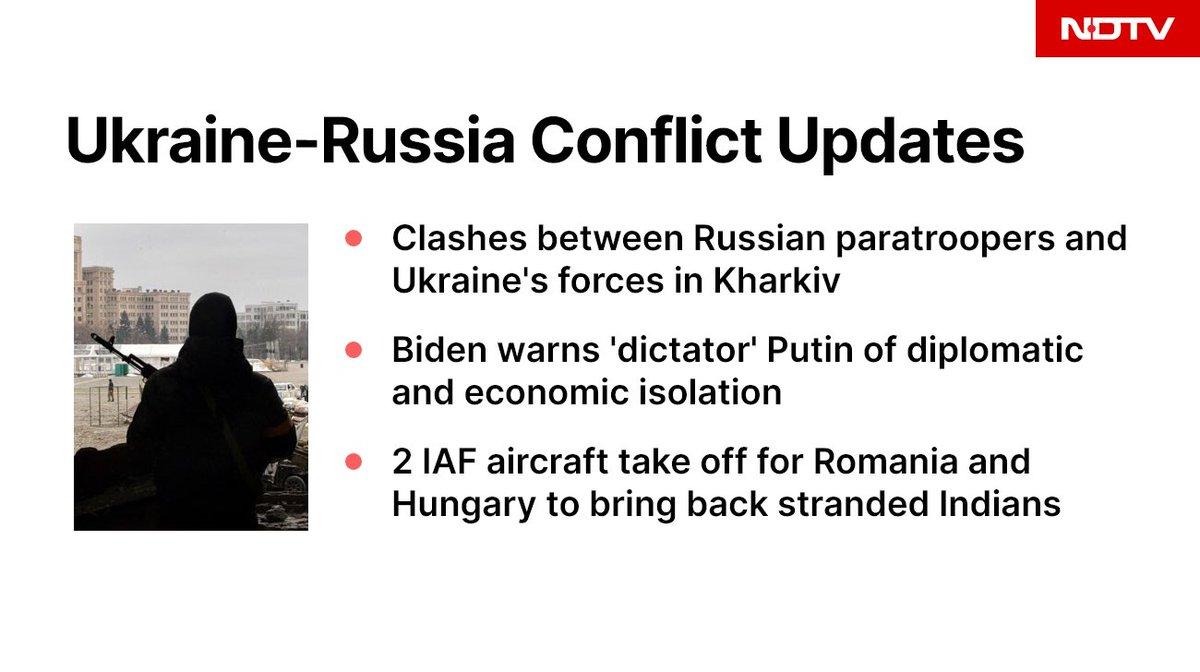 NDTV
Ukraine-Russia Conflict Updates
Clashes between Russian paratroopers and
Ukraine's forces in Kharkiv
Biden warns 'dictator' Putin of diplomatic
and economic isolation
2 IAF aircraft take off for Romania and
Hungary to bring back stranded Indians